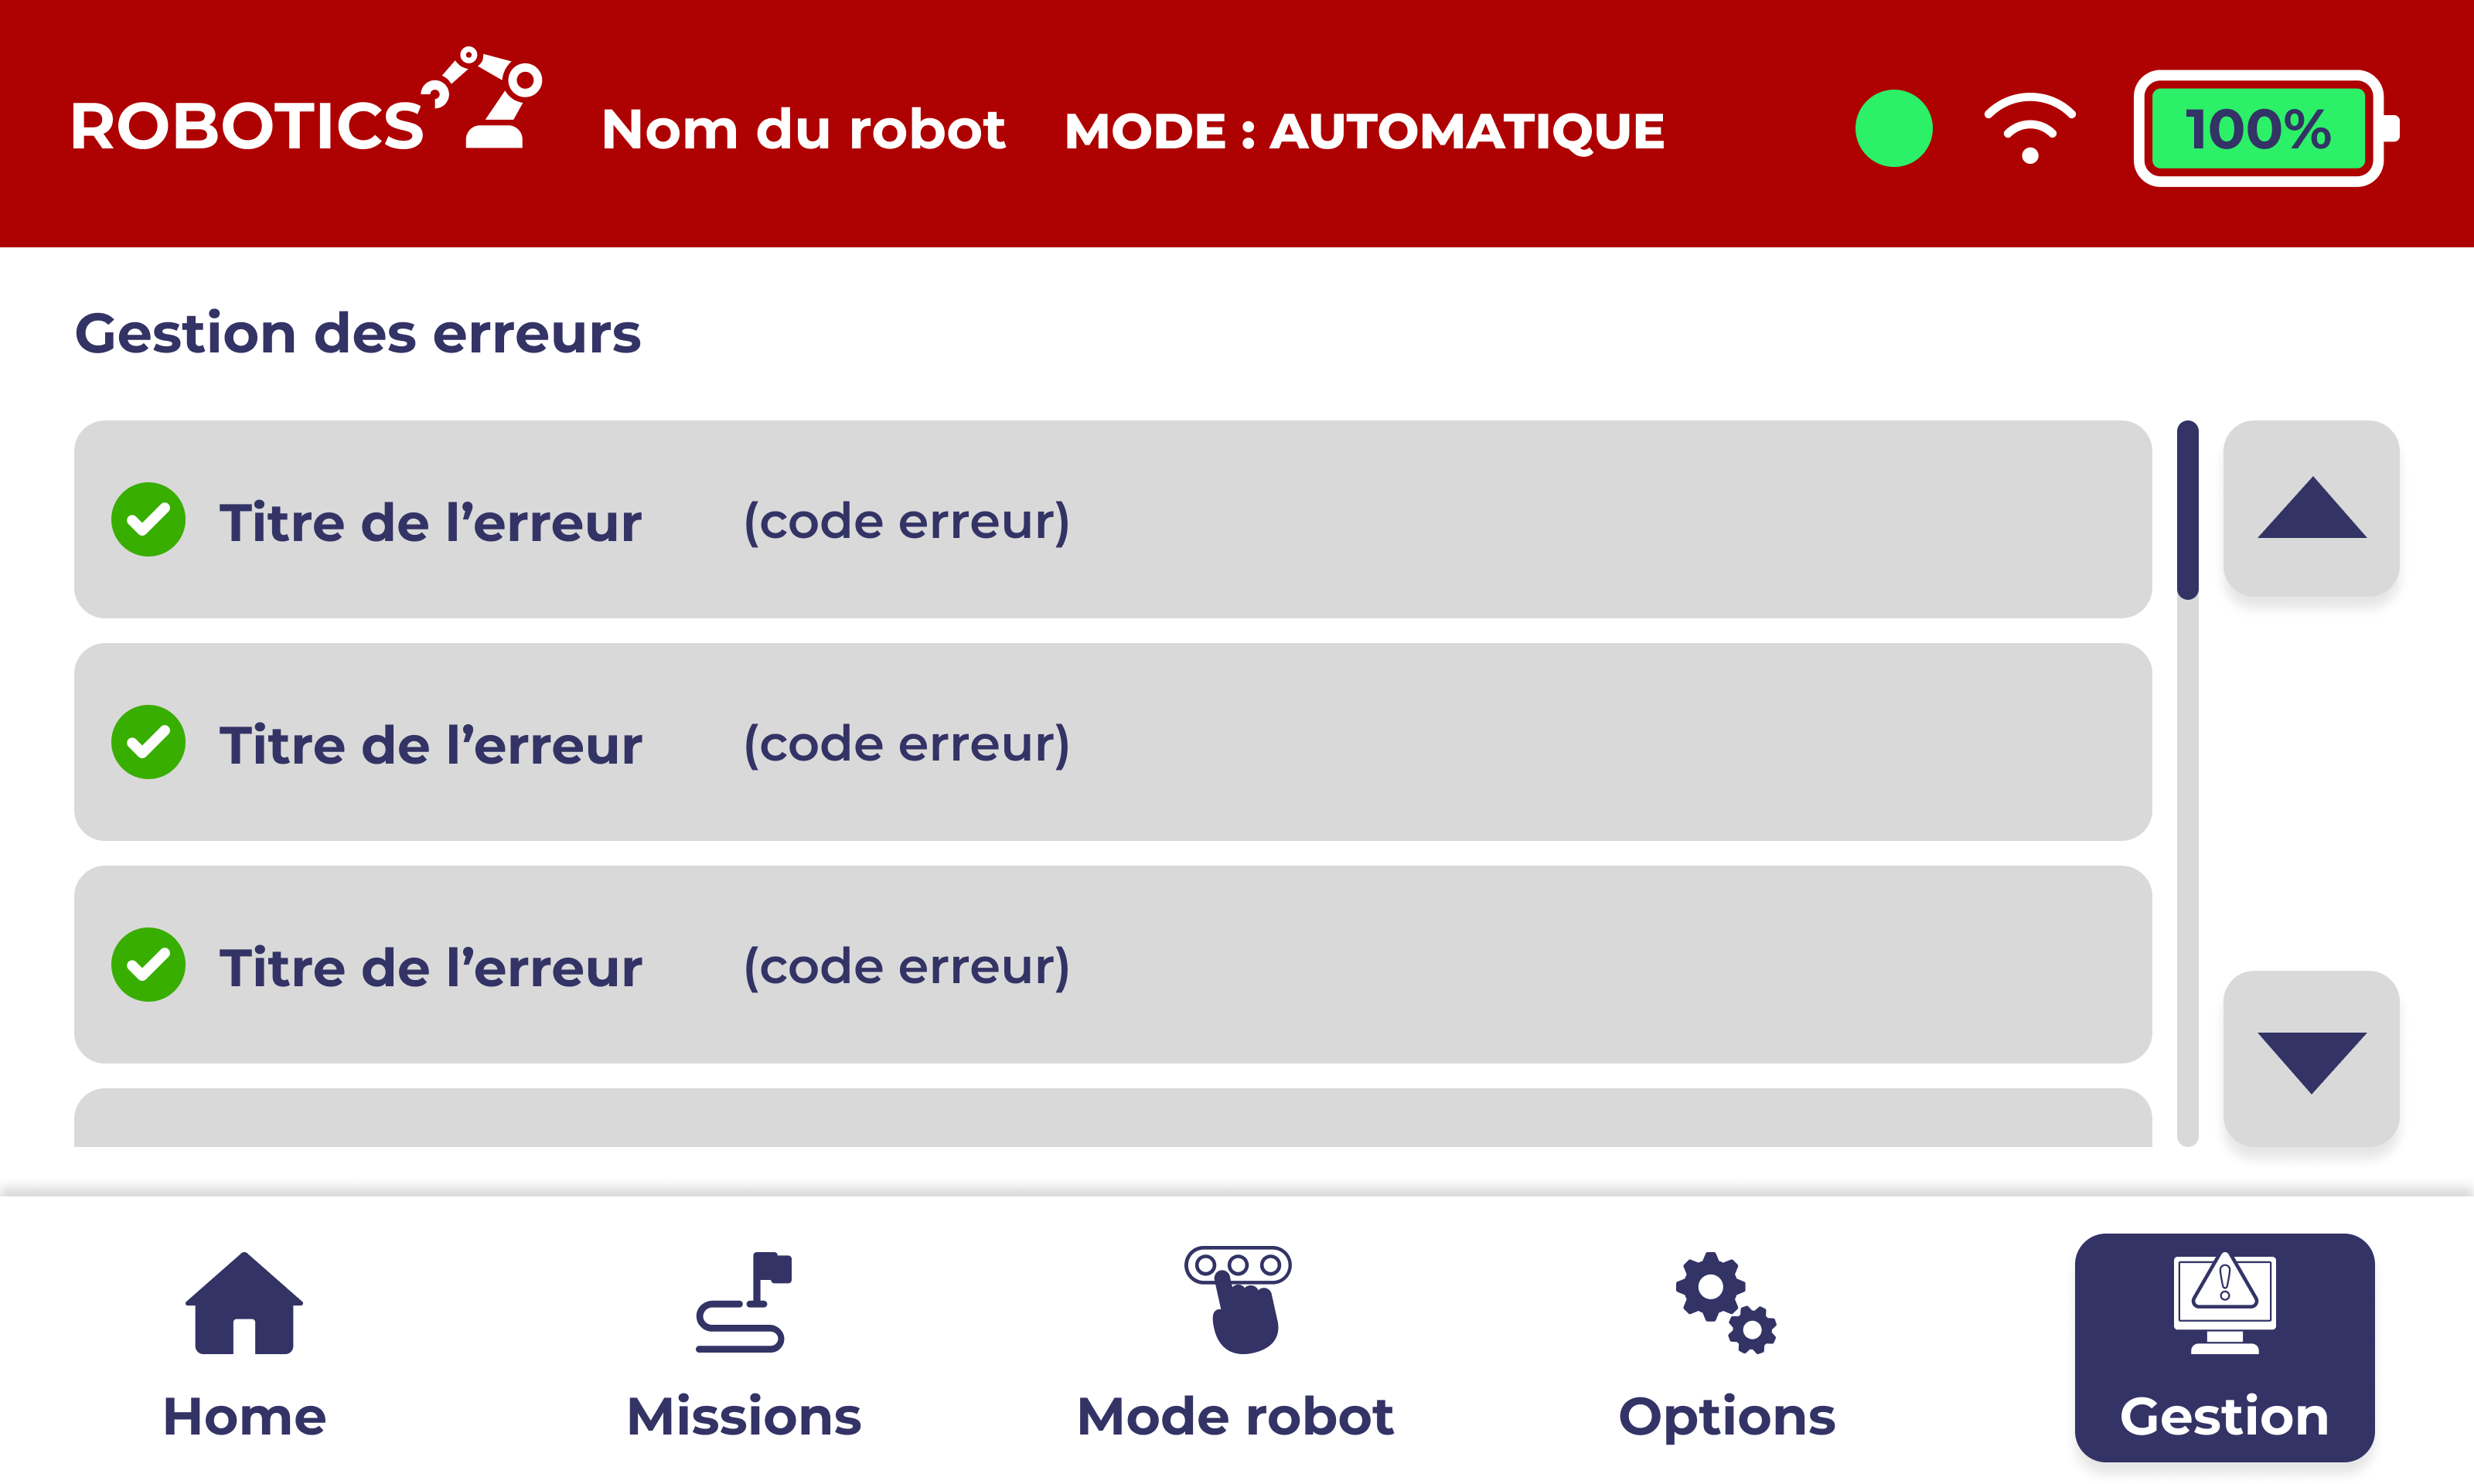 ROBOTICS
Nom du robot
MODE : AUTOMATIQUE
100%
Gestion des erreurs
Titre de l’erreur (code erreur)
Titre de l’erreur (code erreur)
Titre de l’erreur (code erreur)
Home
Missions
Mode robot
Options
Gestion